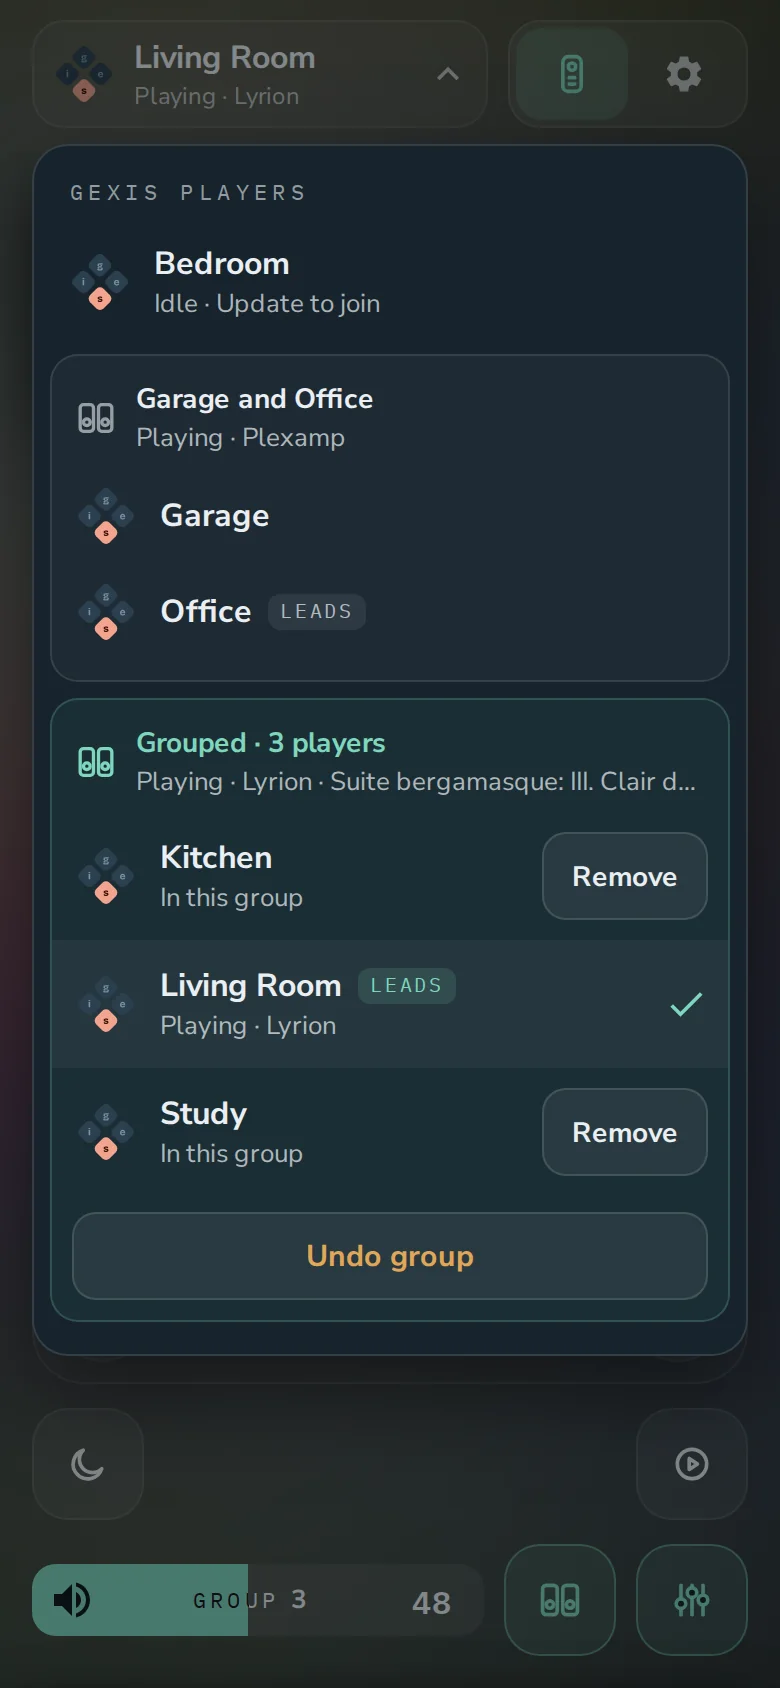 Living Room
Playing · Lyrion
GEXIS PLAYERS
Bedroom
Idle · Update to join
Garage and Office
Playing · Plexamp
Garage
Office LEADS
Grouped · 3 players
Playing · Lyrion · Suite bergamasque: III. Clair d...
Kitchen
In this group
Remove
Living Room LEADS
Playing · Lyrion
Study
In this group
Remove
Undo group
GROUP 3 48